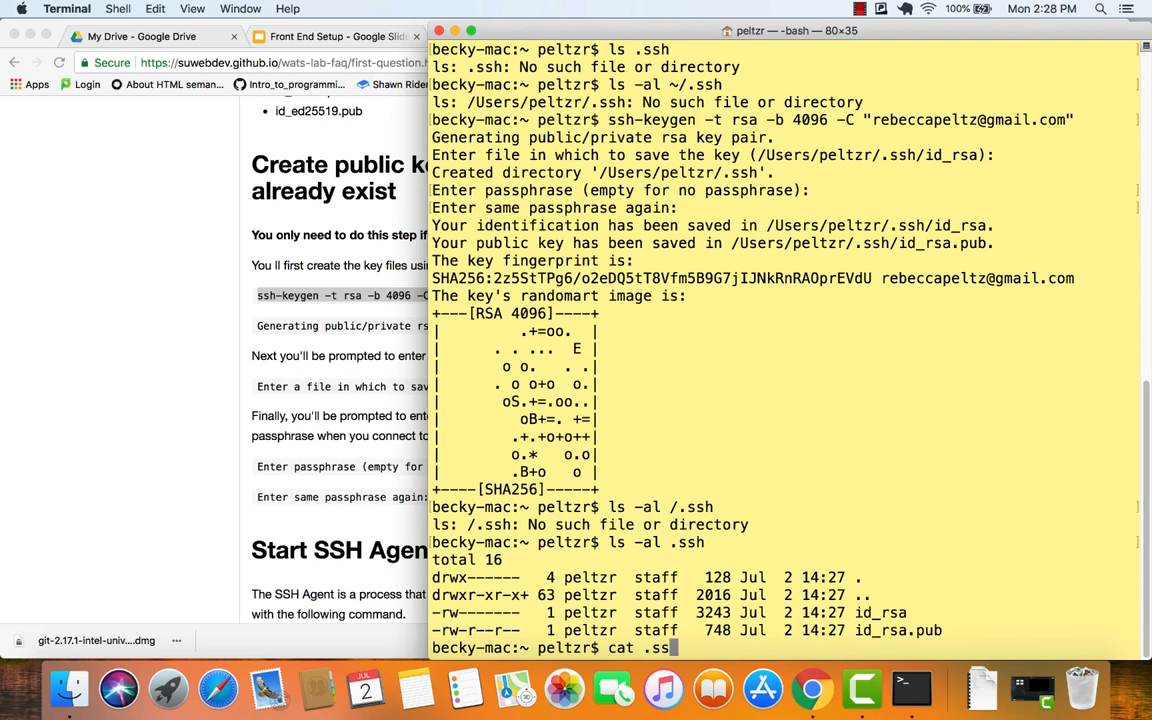 Terminal Shell Edit View Window Help 100% Mon 2:28 PM
My Drive - Google Drive Front End Setup - Google Slide
peltzr — -bash — 80×35
Secure https://suwebdev.github.io/wats-lab-faq/first-question.h
Apps Login About HTML seman... Intro_to_programmi... Shawn Rider
• id_ed25519.pub
Create public k
already exist
You only need to do this step if
You ll first create the key files usin
ssh-keygen -t rsa -b 4096 -C
Generating public/private rs
Next you'll be prompted to enter
Enter a file in which to sav
Finally, you'll be prompted to ent
passphrase when you connect to
Enter passphrase (empty for
Enter same passphrase again:
Start SSH Agen
The SSH Agent is a process that
with the following command.
git-2.17.1-intel-univ....dmg
becky-mac:~ peltzr$ ls .ssh
ls: .ssh: No such file or directory
becky-mac:~ peltzr$ ls -al ~/.ssh
ls: /Users/peltzr/.ssh: No such file or directory
becky-mac:~ peltzr$ ssh-keygen -t rsa -b 4096 -C "rebeccapeltz@gmail.com"
Generating public/private rsa key pair.
Enter file in which to save the key (/Users/peltzr/.ssh/id_rsa):
Created directory '/Users/peltzr/.ssh'.
Enter passphrase (empty for no passphrase):
Enter same passphrase again:
Your identification has been saved in /Users/peltzr/.ssh/id_rsa.
Your public key has been saved in /Users/peltzr/.ssh/id_rsa.pub.
The key fingerprint is:
SHA256:2z5StTPg6/o2eDQ5tT8Vfm5B9G7jIJNkRnRAOprEVdU rebeccapeltz@gmail.com
The key's randomart image is:
+---[RSA 4096]----+
|         .+=oo.  |
|      . . ...  E |
|       o o.   . .|
|      . o o+o  o.|
|       oS.+=.oo..|
|         oB+=. +=|
|        .+.+o+o++|
|        o.*   o.o|
|        .B+o   o |
+----[SHA256]-----+
becky-mac:~ peltzr$ ls -al /.ssh
ls: /.ssh: No such file or directory
becky-mac:~ peltzr$ ls -al .ssh
total 16
drwx------   4 peltzr  staff   128 Jul  2 14:27 .
drwxr-xr-x+ 63 peltzr  staff  2016 Jul  2 14:27 ..
-rw-------   1 peltzr  staff  3243 Jul  2 14:27 id_rsa
-rw-r--r--   1 peltzr  staff   748 Jul  2 14:27 id_rsa.pub
becky-mac:~ peltzr$ cat .ss
JUL
2